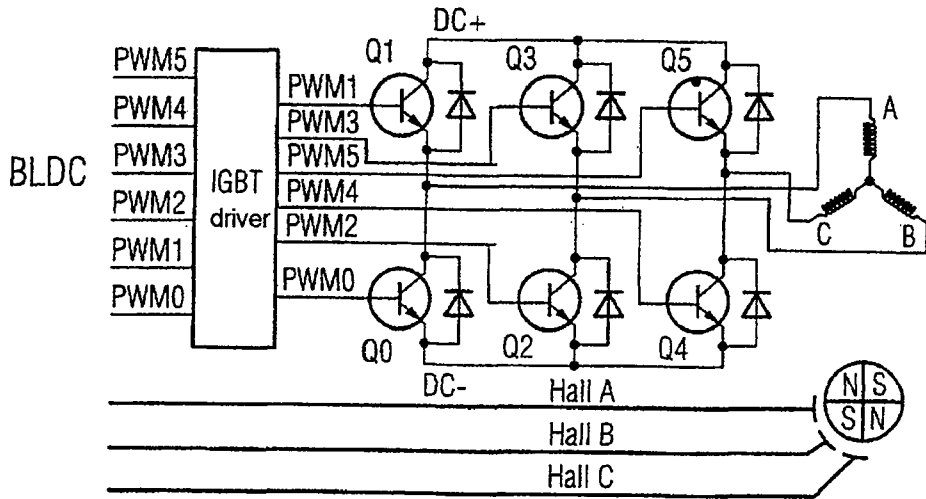 DC+
Q1
Q3
Q5
PWM5
PWM4
PWM3
PWM2
PWM1
PWM0
BLDC
IGBT
driver
PWM1
PWM3
PWM5
PWM4
PWM2
PWM0
A
C
B
Q0
Q2
Q4
DC-
Hall A
Hall B
Hall C
N S
S N